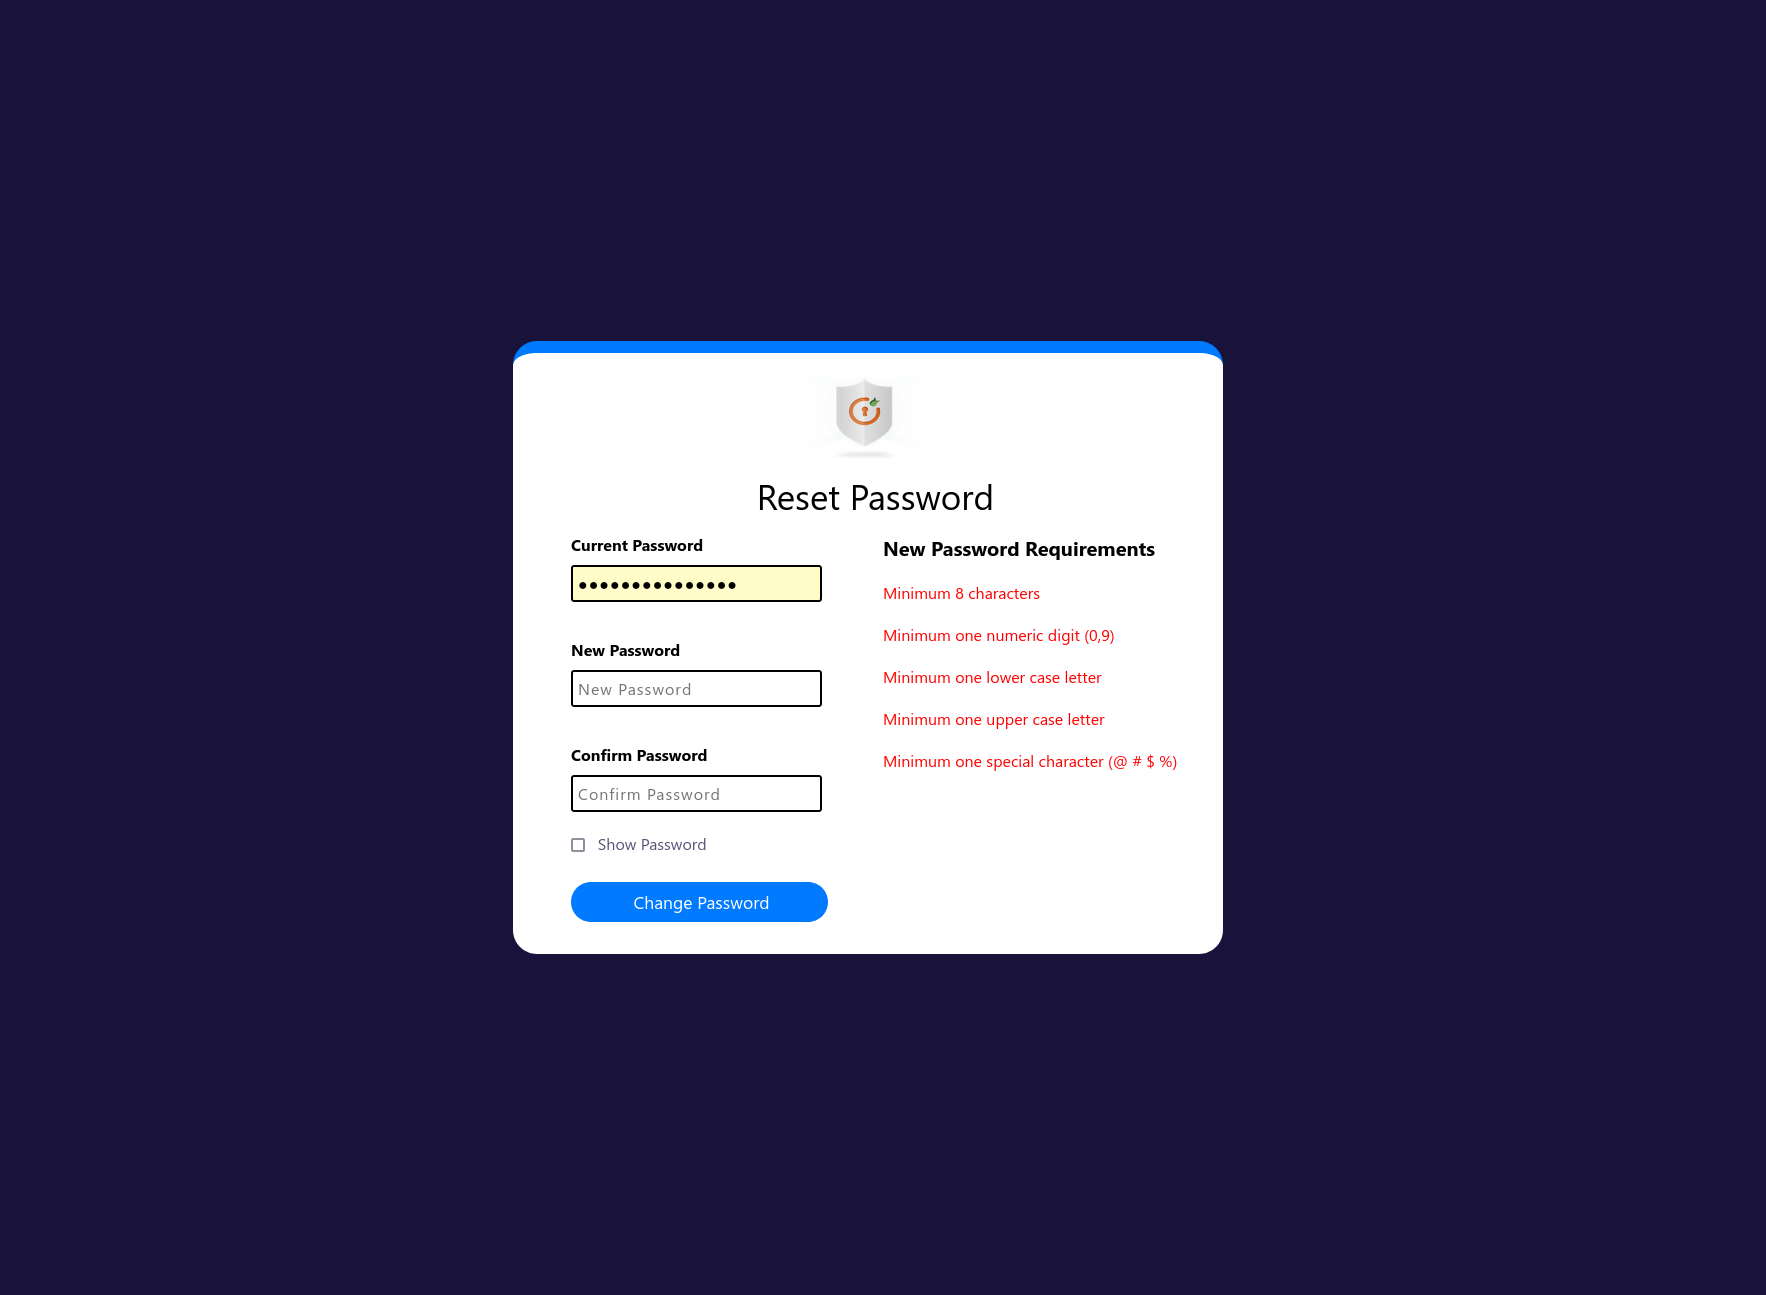 Reset Password
Current Password
●●●●●●●●●●●●●●●
New Password
New Password
Confirm Password
Confirm Password
Show Password
Change Password
New Password Requirements
Minimum 8 characters
Minimum one numeric digit (0,9)
Minimum one lower case letter
Minimum one upper case letter
Minimum one special character (@ # $ %)